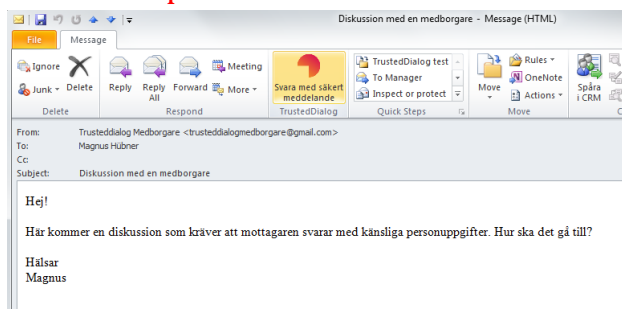 Diskussion med en medborgare - Message (HTML)
File Message
Ignore
Junk
Delete
Reply
Reply All
Forward
Meeting
More
Svara med säkert meddelande
TrustedDialog test
To Manager
Inspect or protect
Move
Rules
OneNote
Actions
Spåra i CRM
Delete Respond TrustedDialog Quick Steps Move
From: Trusteddialog Medborgare <trusteddialogmedborgare@gmail.com>
To: Magnus Hübner
Cc:
Subject: Diskussion med en medborgare
Hej!
Här kommer en diskussion som kräver att mottagaren svarar med känsliga personuppgifter. Hur ska det gå till?
Hälsar
Magnus